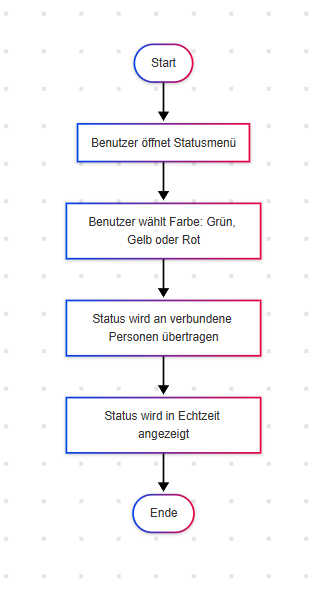 Start
Benutzer öffnet Statusmenü
Benutzer wählt Farbe: Grün,
Gelb oder Rot
Status wird an verbundene
Personen übertragen
Status wird in Echtzeit
angezeigt
Ende